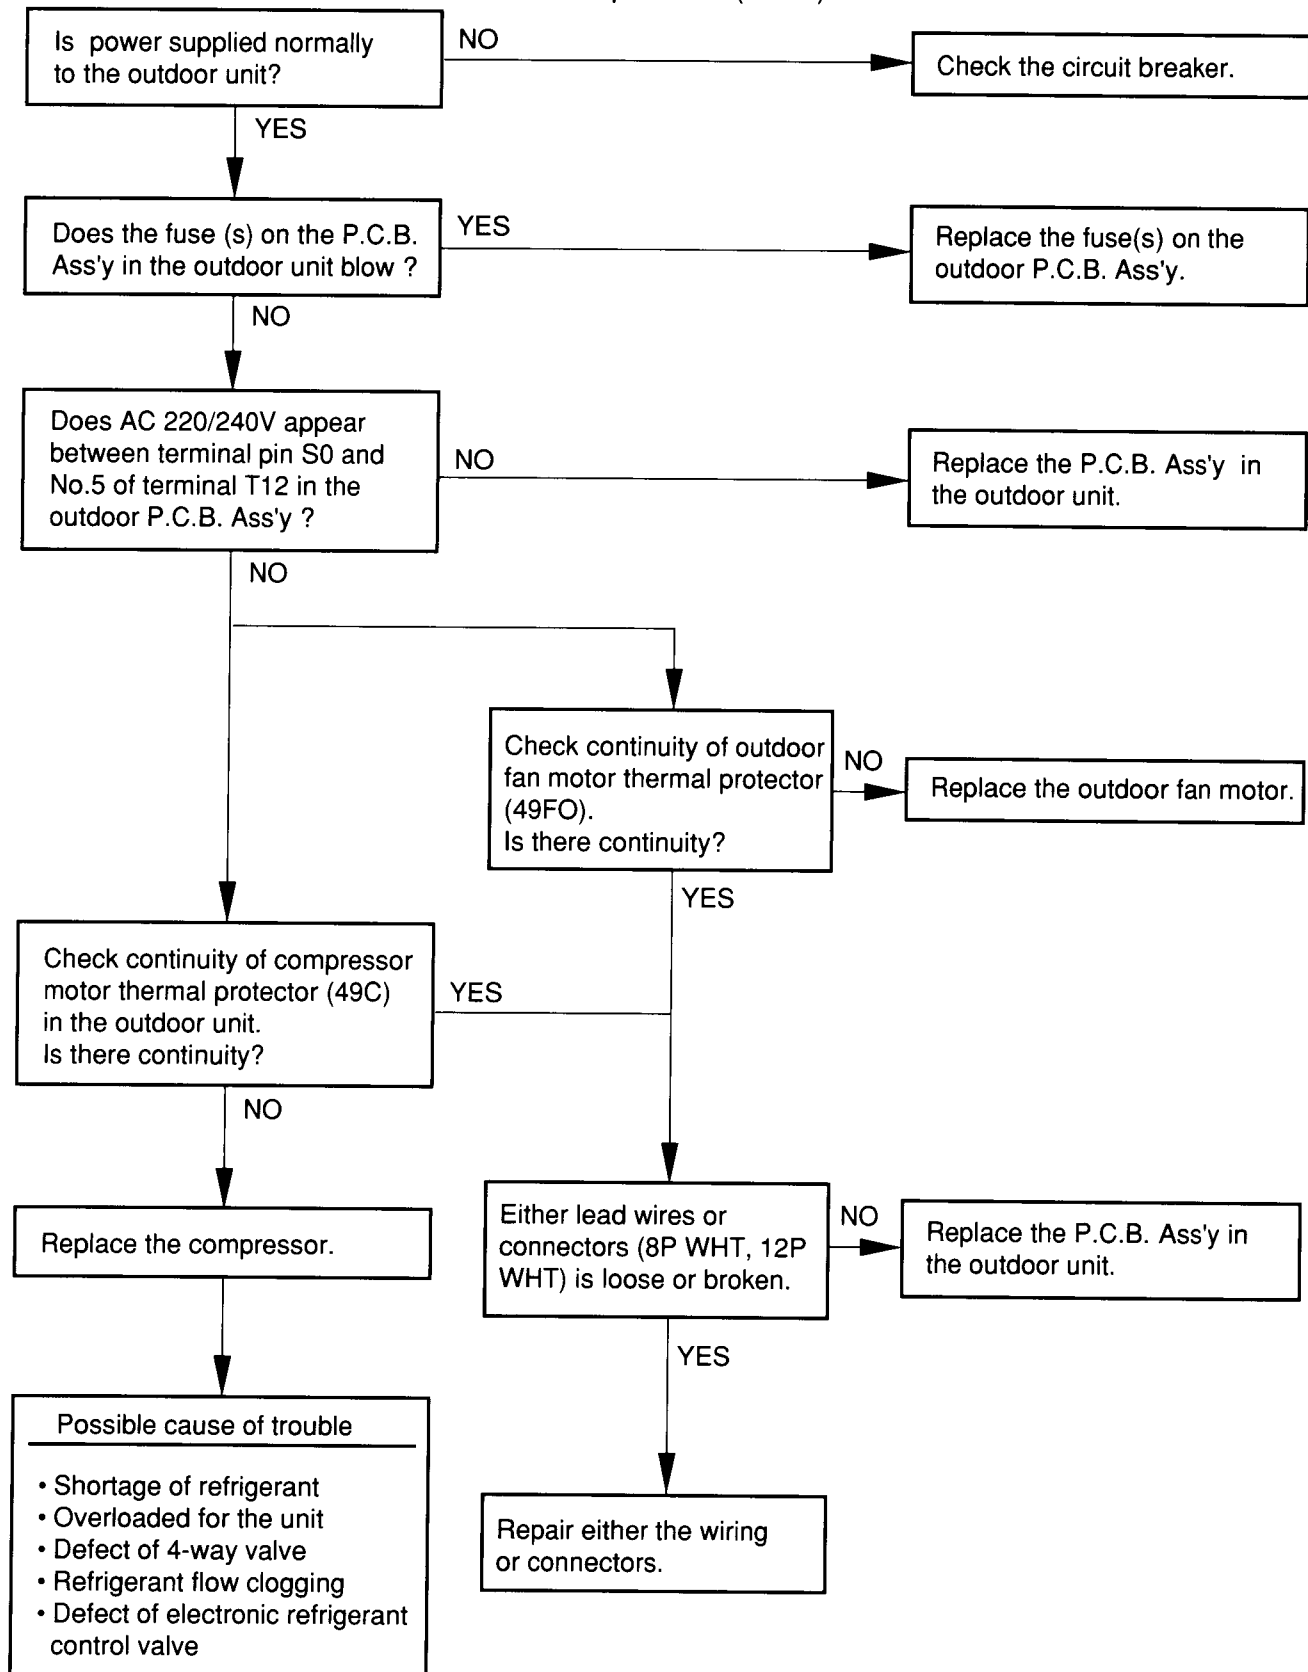 Is power supplied normally
to the outdoor unit?
NO
Check the circuit breaker.
YES
Does the fuse (s) on the P.C.B.
Ass'y in the outdoor unit blow ?
YES
Replace the fuse(s) on the
outdoor P.C.B. Ass'y.
NO
Does AC 220/240V appear
between terminal pin S0 and
No.5 of terminal T12 in the
outdoor P.C.B. Ass'y ?
NO
Replace the P.C.B. Ass'y in
the outdoor unit.
NO
Check continuity of outdoor
fan motor thermal protector
(49FO).
Is there continuity?
NO
Replace the outdoor fan motor.
YES
Check continuity of compressor
motor thermal protector (49C)
in the outdoor unit.
Is there continuity?
YES
NO
Replace the compressor.
Either lead wires or
connectors (8P WHT, 12P
WHT) is loose or broken.
NO
Replace the P.C.B. Ass'y in
the outdoor unit.
YES
Possible cause of trouble
• Shortage of refrigerant
• Overloaded for the unit
• Defect of 4-way valve
• Refrigerant flow clogging
• Defect of electronic refrigerant
control valve
Repair either the wiring
or connectors.